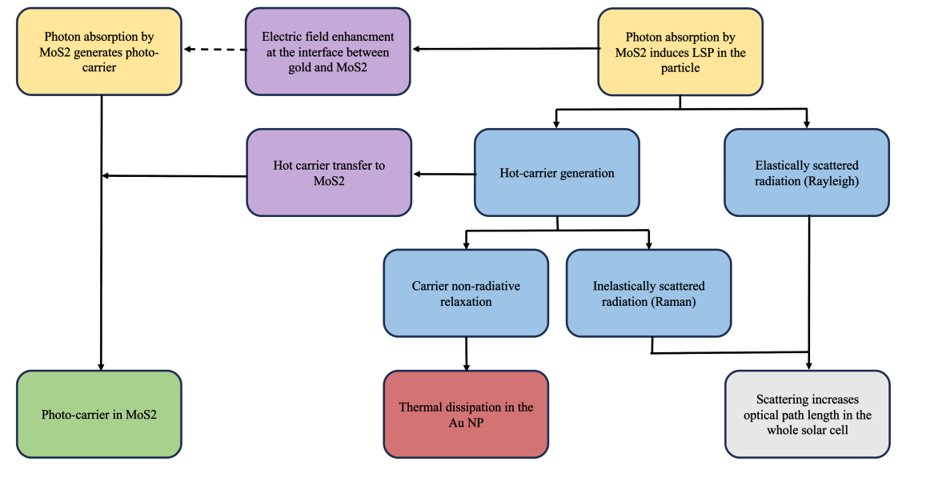 Photon absorption by
MoS2 generates photo-
carrier
Electric field enhancment
at the interface between
gold and MoS2
Photon absorption by
MoS2 induces LSP in the
particle
Hot carrier transfer to
MoS2
Hot-carrier generation
Elastically scattered
radiation (Rayleigh)
Carrier non-radiative
relaxation
Inelastically scattered
radiation (Raman)
Photo-carrier in MoS2
Thermal dissipation in the
Au NP
Scattering increases
optical path length in the
whole solar cell